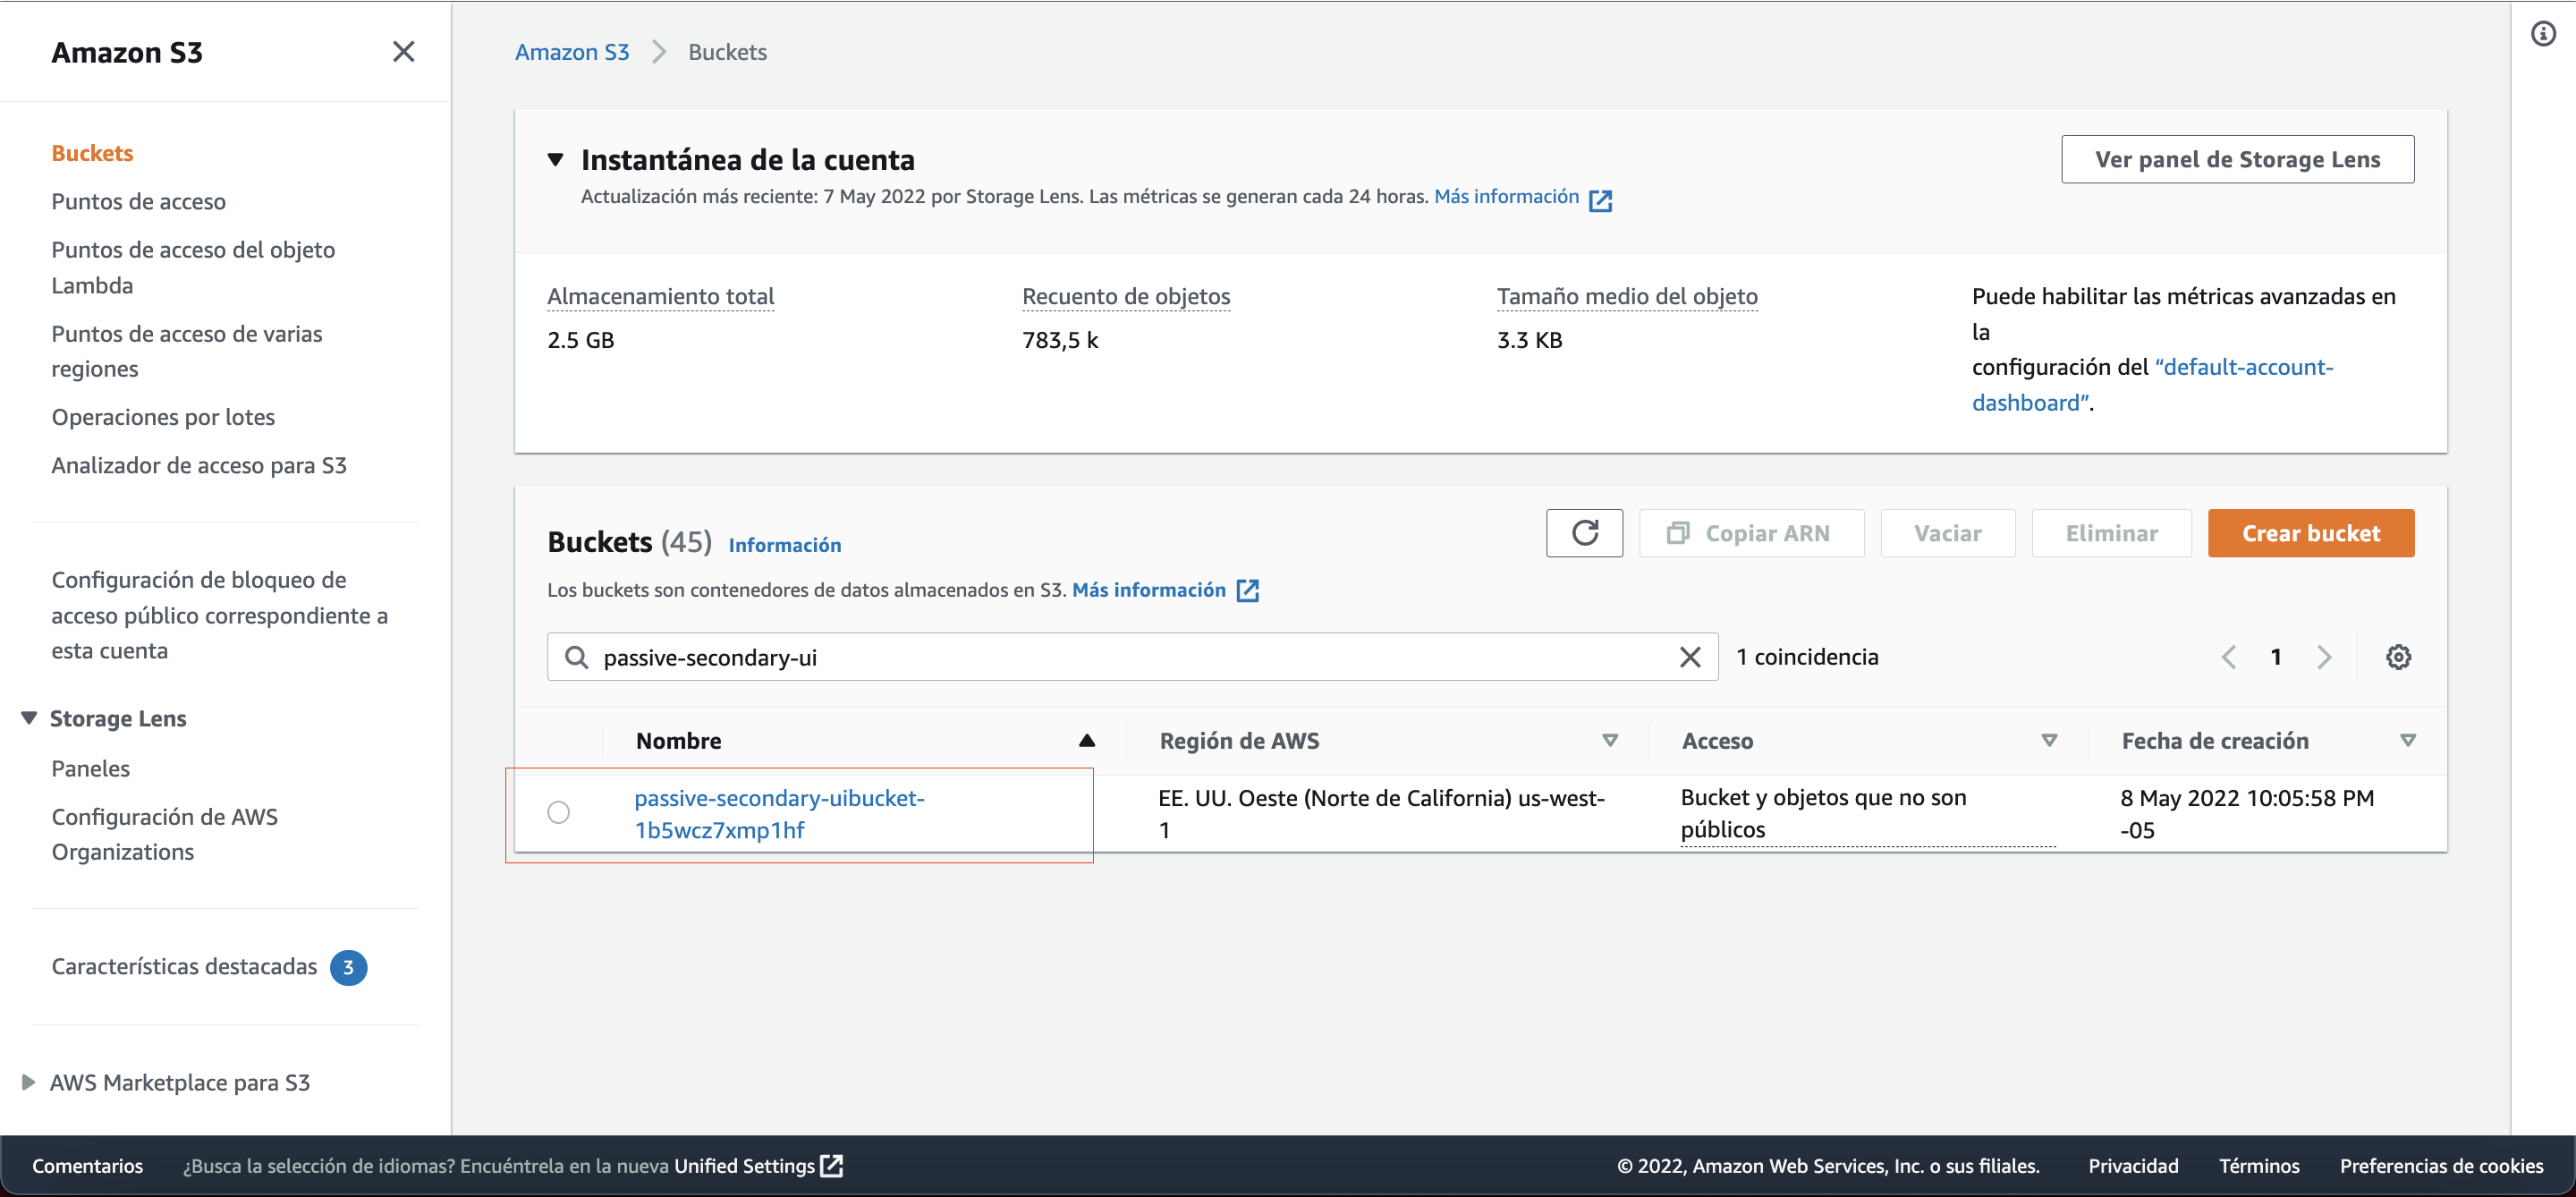 Amazon S3
Buckets
Puntos de acceso
Puntos de acceso del objeto
Lambda
Puntos de acceso de varias
regiones
Operaciones por lotes
Analizador de acceso para S3
Configuración de bloqueo de
acceso público correspondiente a
esta cuenta
Storage Lens
Paneles
Configuración de AWS
Organizations
Características destacadas 3
AWS Marketplace para S3
Amazon S3 Buckets
Instantánea de la cuenta
Actualización más reciente: 7 May 2022 por Storage Lens. Las métricas se generan cada 24 horas. Más información
Ver panel de Storage Lens
Almacenamiento total
2.5 GB
Recuento de objetos
783,5 k
Tamaño medio del objeto
3.3 KB
Puede habilitar las métricas avanzadas en
la
configuración del “default-account-
dashboard”.
Buckets (45) Información
Copiar ARN Vaciar Eliminar Crear bucket
Los buckets son contenedores de datos almacenados en S3. Más información
passive-secondary-ui
1 coincidencia
1
Nombre Región de AWS Acceso Fecha de creación
passive-secondary-uibucket-
1b5wcz7xmp1hf
EE. UU. Oeste (Norte de California) us-west-
1
Bucket y objetos que no son
públicos
8 May 2022 10:05:58 PM
-05
Comentarios ¿Busca la selección de idiomas? Encuéntrela en la nueva Unified Settings © 2022, Amazon Web Services, Inc. o sus filiales. Privacidad Términos Preferencias de cookies